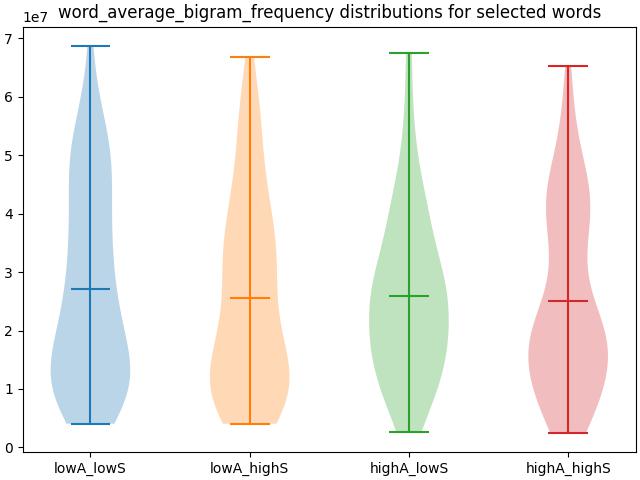 word_average_bigram_frequency distributions for selected words
1e7
7
6
5
4
3
2
1
0
lowA_lowS lowA_highS highA_lowS highA_highS